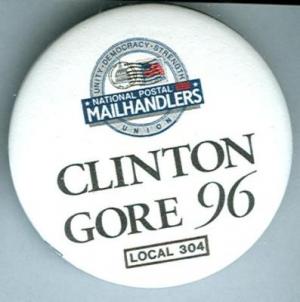 UNITY·DEMOCRACY·STRENGTH
NATIONAL POSTAL
MAILHANDLERS
UNION
CLINTON
GORE 96
LOCAL 304